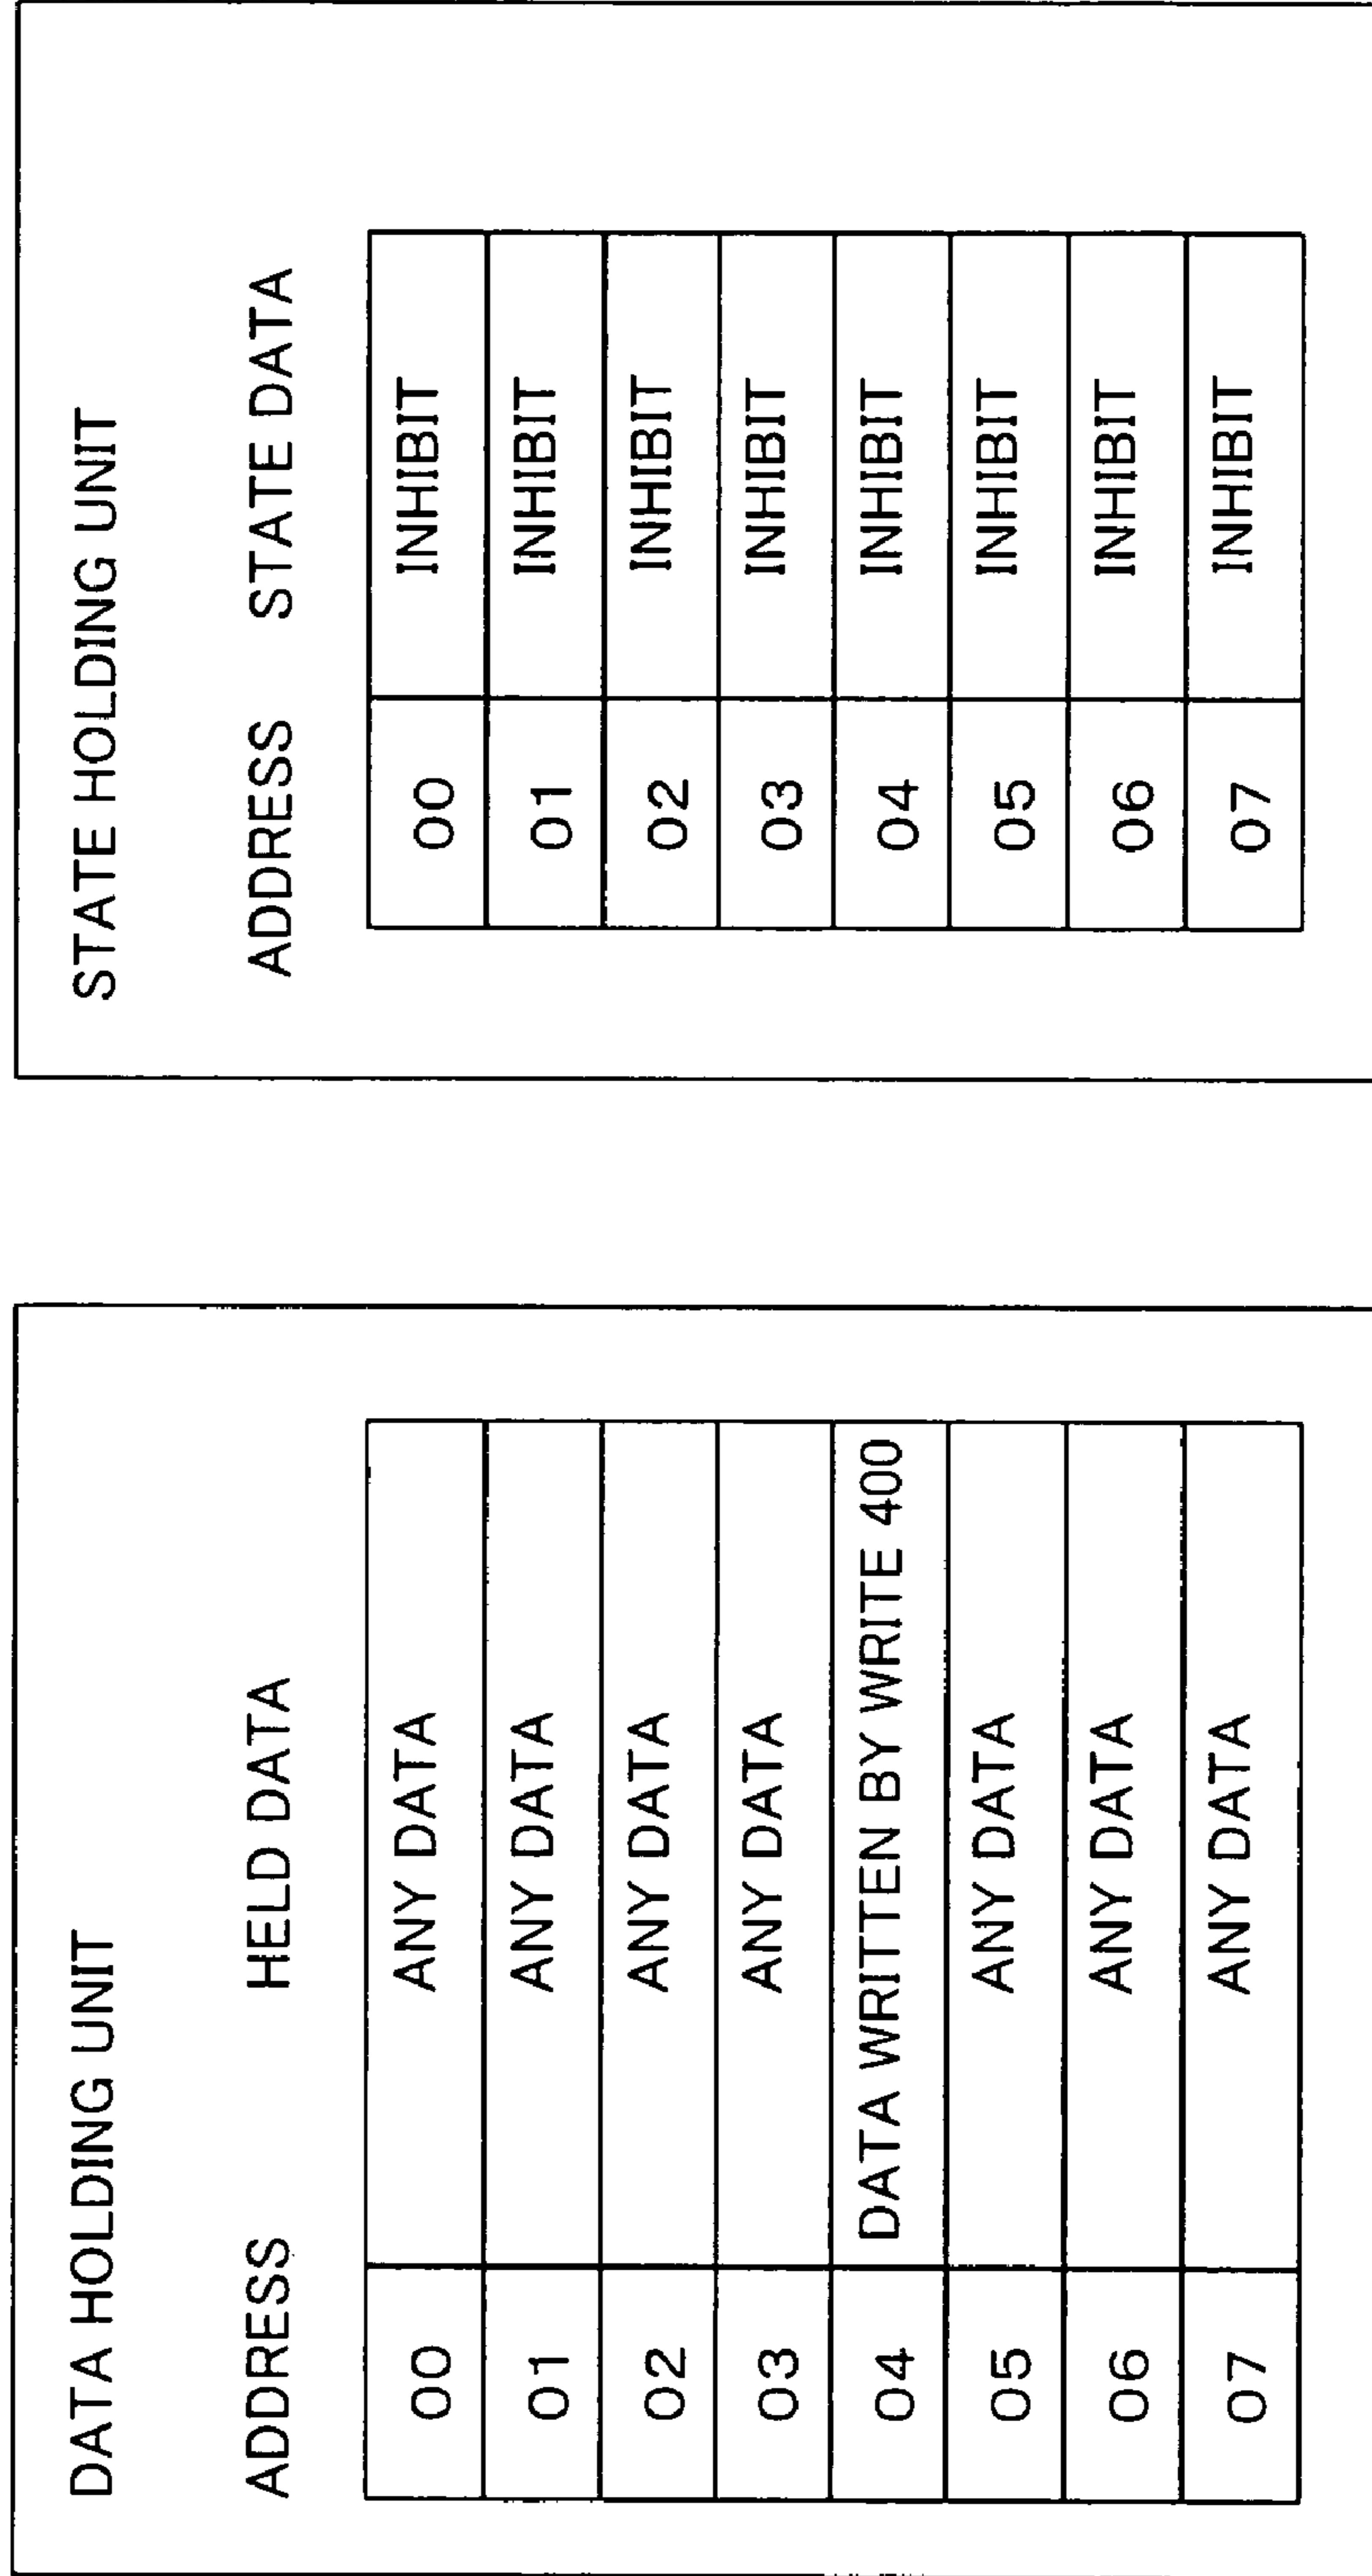 DATA HOLDING UNIT
ADDRESS HELD DATA
00 ANY DATA
01 ANY DATA
02 ANY DATA
03 ANY DATA
04 DATA WRITTEN BY WRITE 400
05 ANY DATA
06 ANY DATA
07 ANY DATA
STATE HOLDING UNIT
ADDRESS STATE DATA
00 INHIBIT
01 INHIBIT
02 INHIBIT
03 INHIBIT
04 INHIBIT
05 INHIBIT
06 INHIBIT
07 INHIBIT